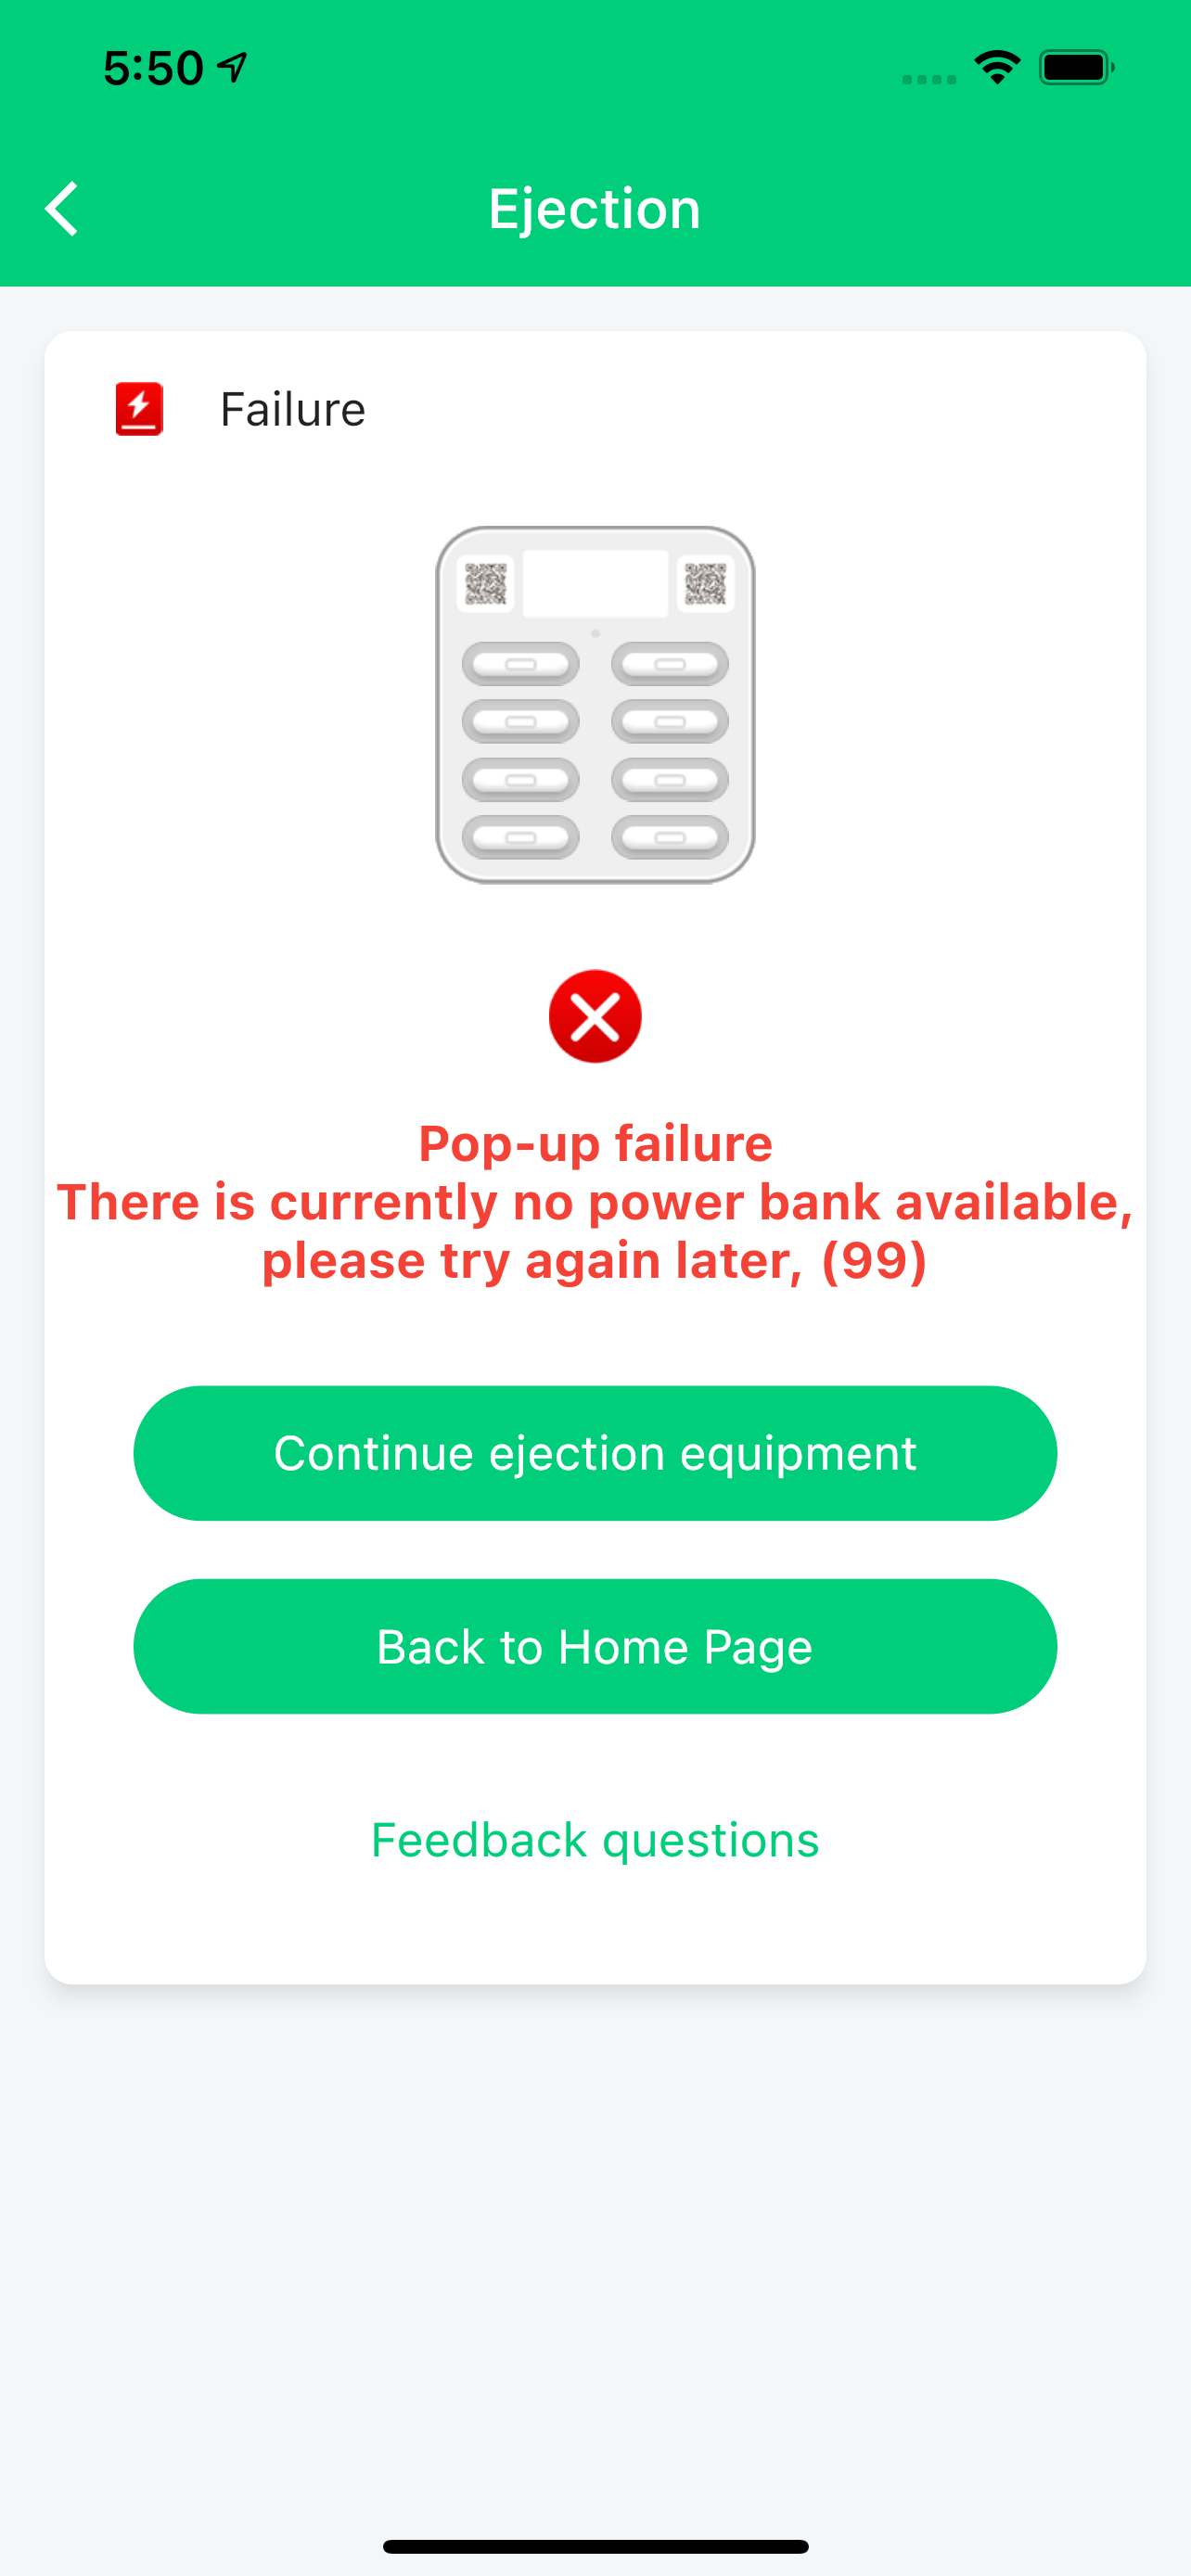 5:50
Ejection
Failure
Pop-up failure
There is currently no power bank available,
please try again later, (99)
Continue ejection equipment
Back to Home Page
Feedback questions